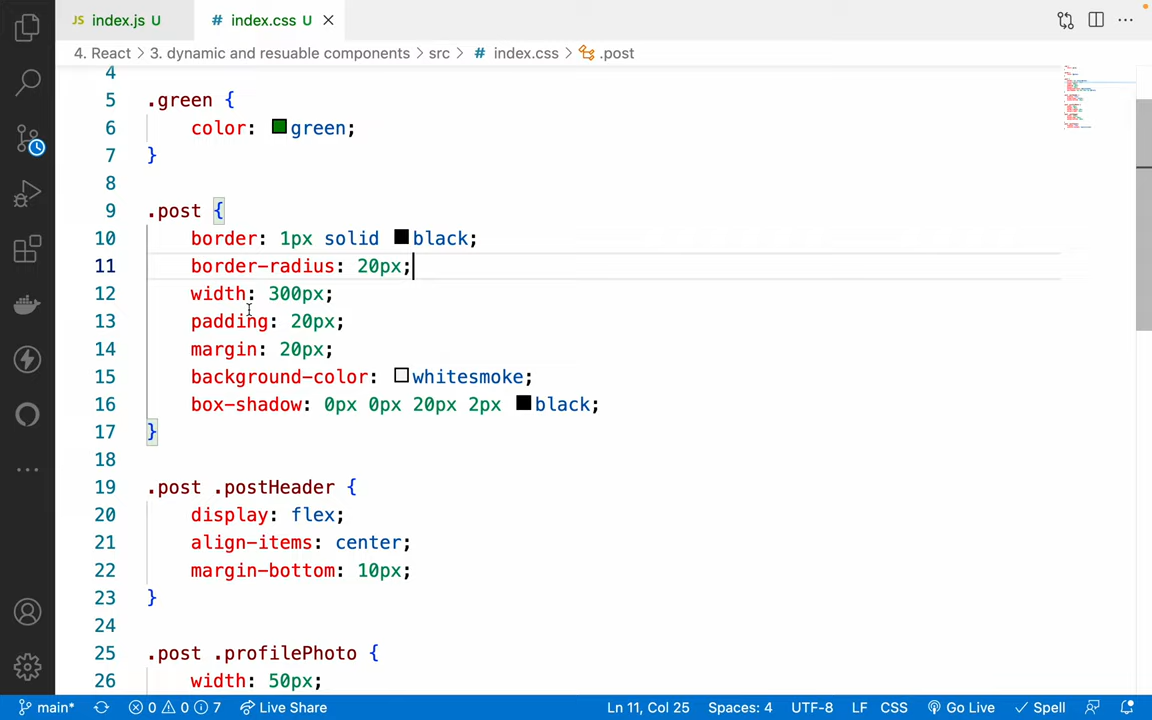 JS index.js U # index.css U
4. React > 3. dynamic and resuable components > src > # index.css > .post
4
5 .green {
6 color: green;
7 }
8
9 .post {
10 border: 1px solid black;
11 border-radius: 20px;
12 width: 300px;
13 padding: 20px;
14 margin: 20px;
15 background-color: whitesmoke;
16 box-shadow: 0px 0px 20px 2px black;
17 }
18
19 .post .postHeader {
20 display: flex;
21 align-items: center;
22 margin-bottom: 10px;
23 }
24
25 .post .profilePhoto {
26 width: 50px;
main* 0 0 7 Live Share Ln 11, Col 25 Spaces: 4 UTF-8 LF CSS Go Live Spell